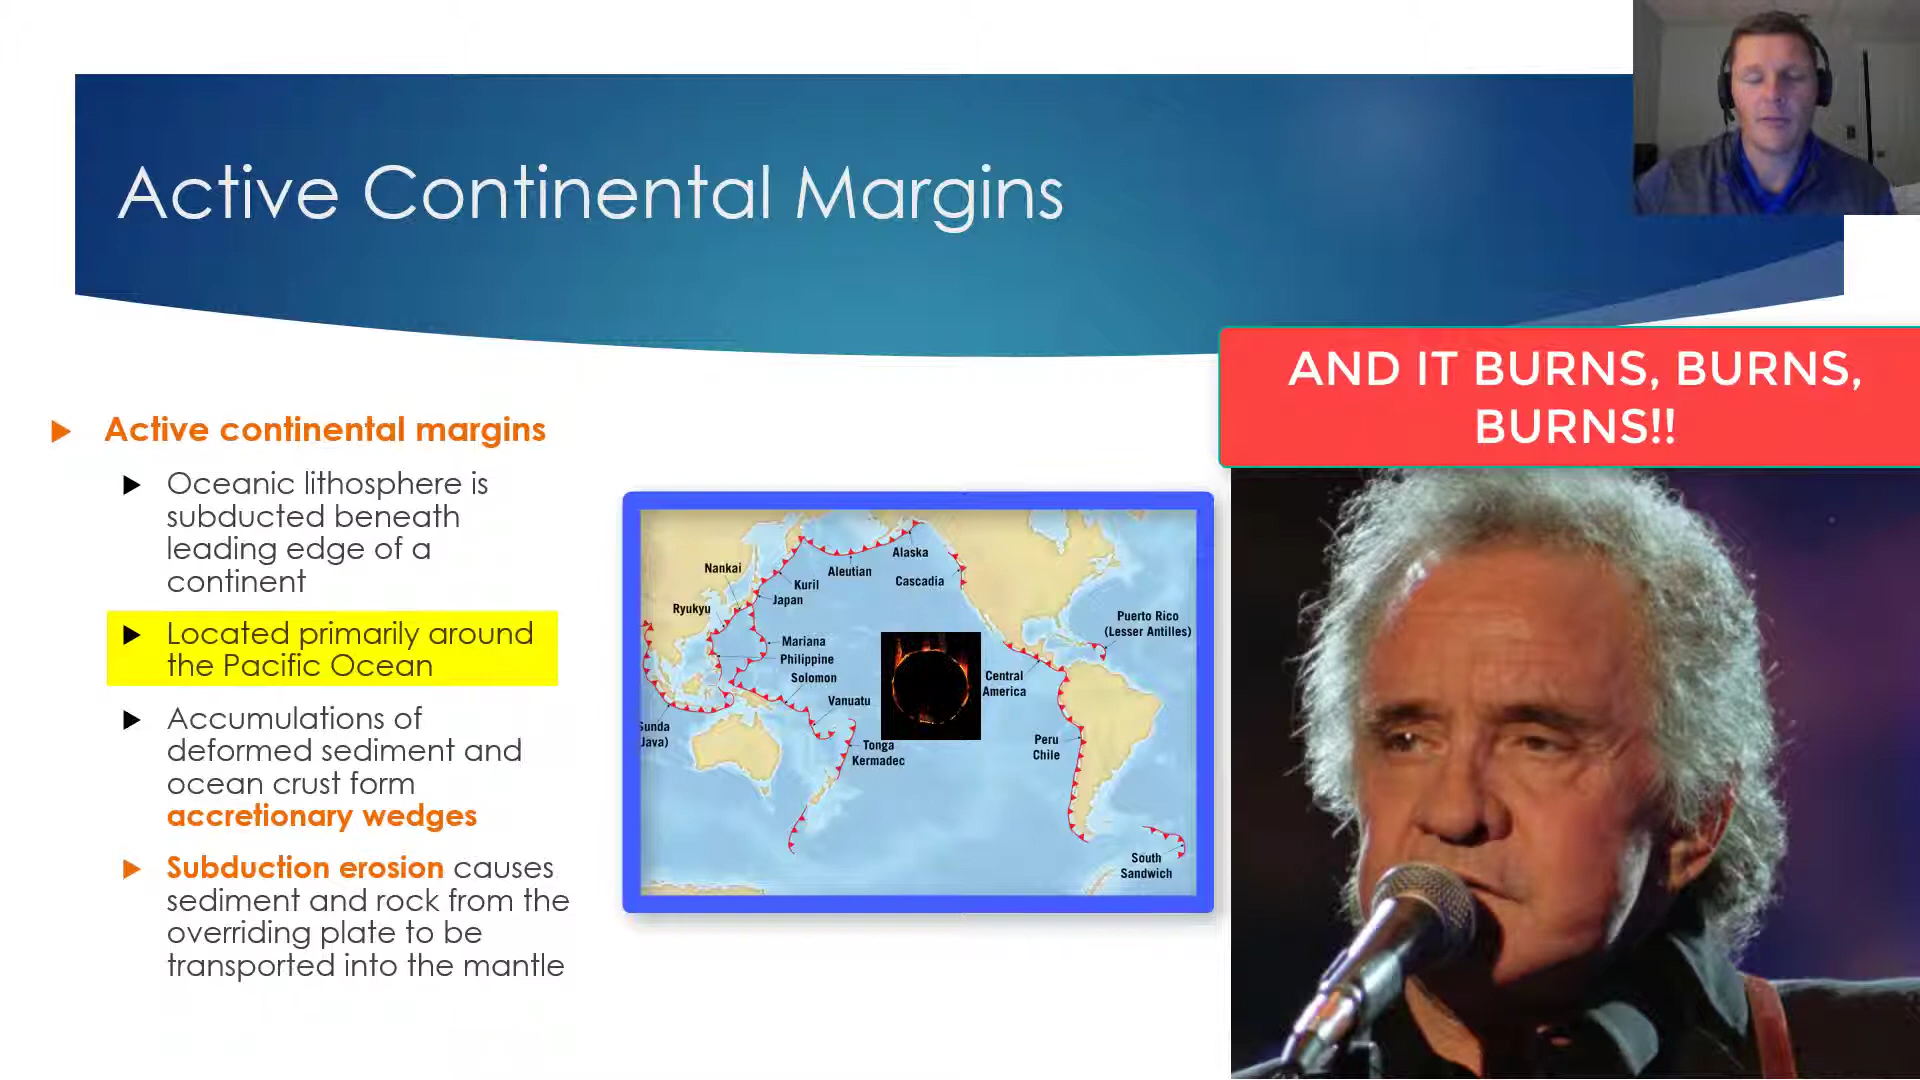 Active Continental Margins
AND IT BURNS, BURNS,
BURNS!!
Active continental margins
Oceanic lithosphere is
subducted beneath
leading edge of a
continent
Located primarily around
the Pacific Ocean
Accumulations of
deformed sediment and
ocean crust form
accretionary wedges
Subduction erosion causes
sediment and rock from the
overriding plate to be
transported into the mantle
Alaska
Aleutian
Cascadia
Nankai
Kuril
Japan
Ryukyu
Puerto Rico
(Lesser Antilles)
Mariana
Philippine
Solomon
Central
America
Vanuatu
Sunda
Java)
Tonga
Kermadec
Peru
Chile
South
Sandwich